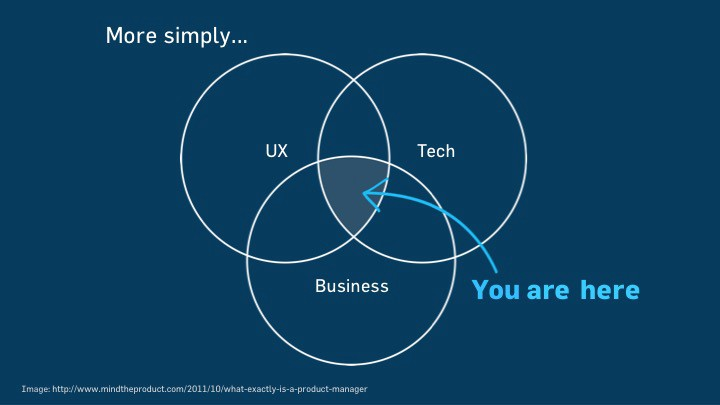 More simply...
UX
Tech
Business
You are here
Image: http://www.mindtheproduct.com/2011/10/what-exactly-is-a-product-manager